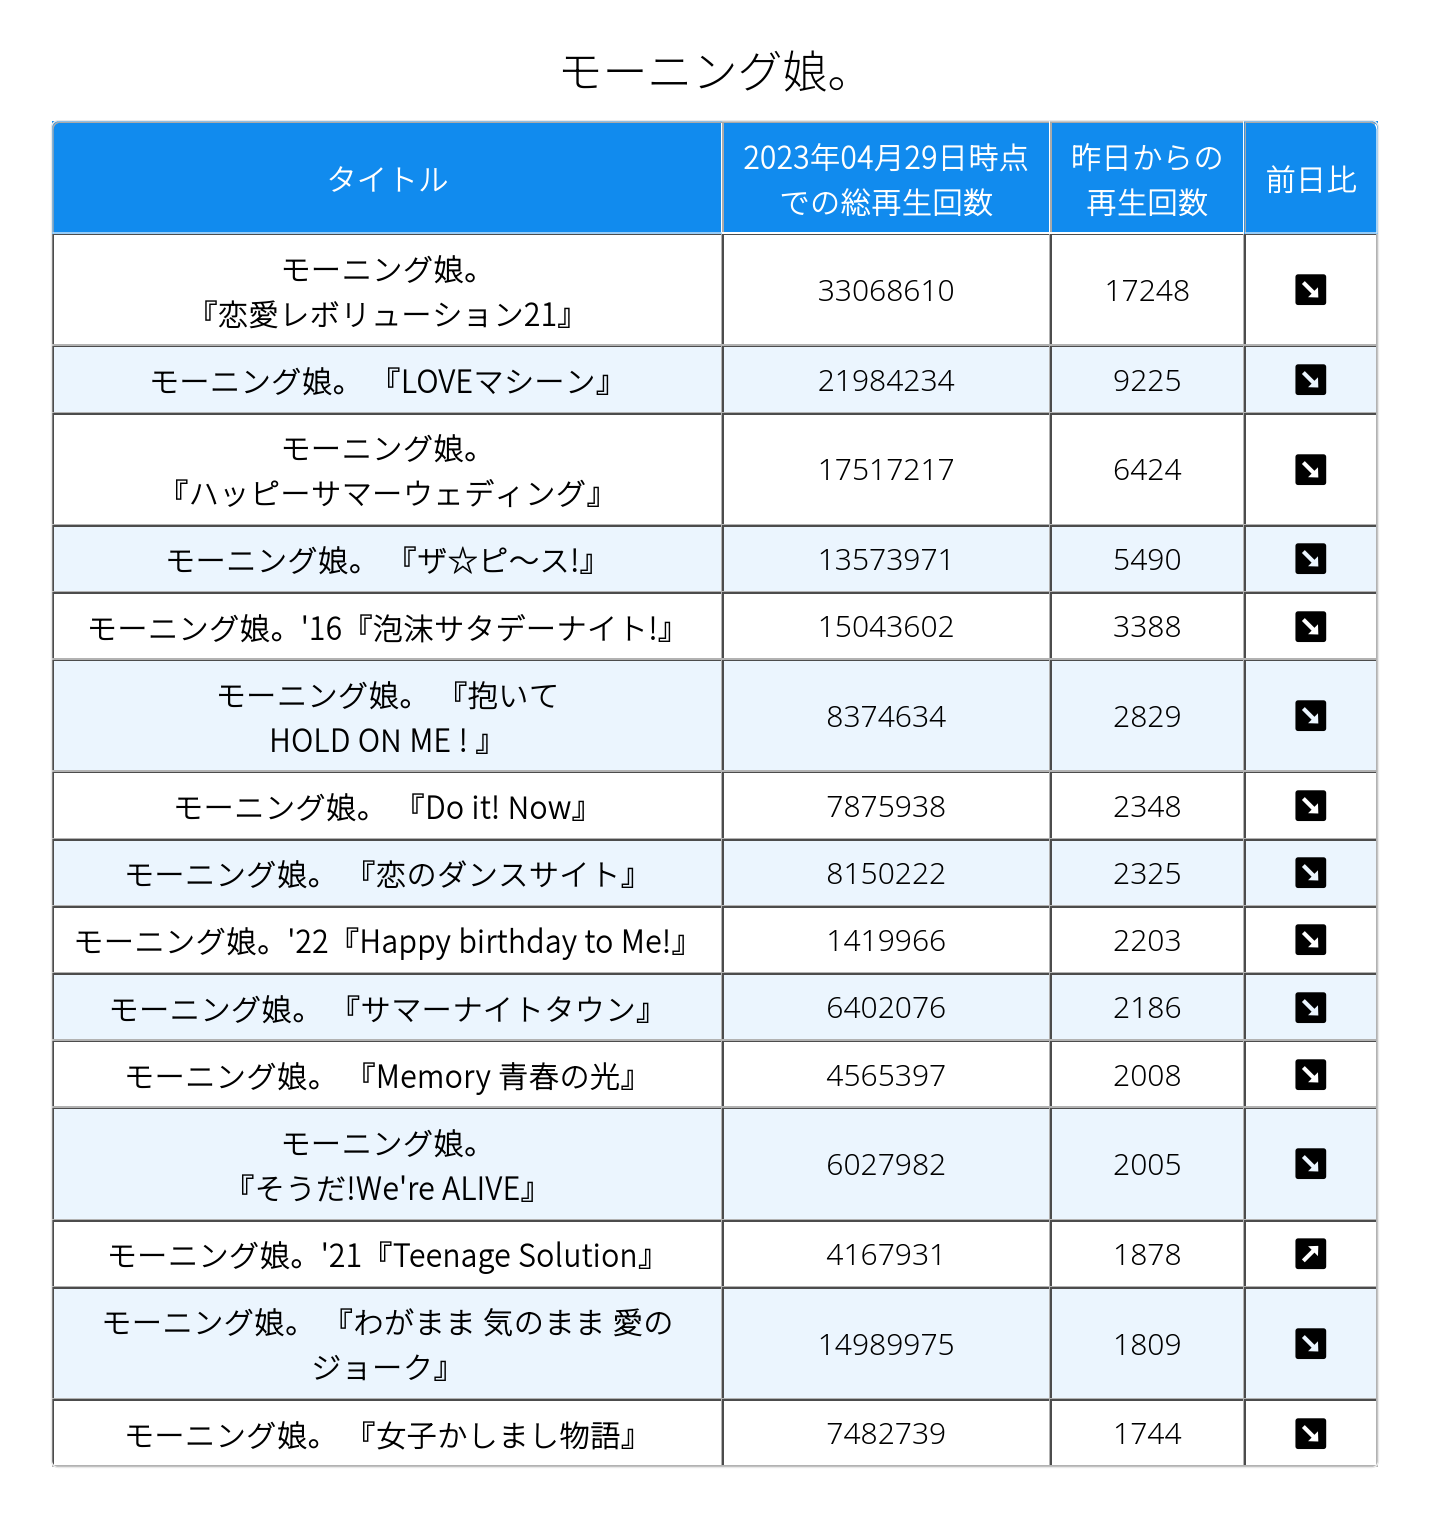 モーニング娘。
タイトル
2023年04月29日時点
での総再生回数
昨日からの
再生回数
前日比
モーニング娘。
『恋愛レボリューション21』
33068610
17248
モーニング娘。 『LOVEマシーン』
21984234
9225
モーニング娘。
『ハッピーサマーウェディング』
17517217
6424
モーニング娘。 『ザ☆ピ〜ス!』
13573971
5490
モーニング娘。'16『泡沫サタデーナイト!』
15043602
3388
モーニング娘。 『抱いて
HOLD ON ME ! 』
8374634
2829
モーニング娘。 『Do it! Now』
7875938
2348
モーニング娘。 『恋のダンスサイト』
8150222
2325
モーニング娘。'22『Happy birthday to Me!』
1419966
2203
モーニング娘。 『サマーナイトタウン』
6402076
2186
モーニング娘。 『Memory 青春の光』
4565397
2008
モーニング娘。
『そうだ!We're ALIVE』
6027982
2005
モーニング娘。'21『Teenage Solution』
4167931
1878
モーニング娘。 『わがまま 気のまま 愛の
ジョーク』
14989975
1809
モーニング娘。 『女子かしまし物語』
7482739
1744